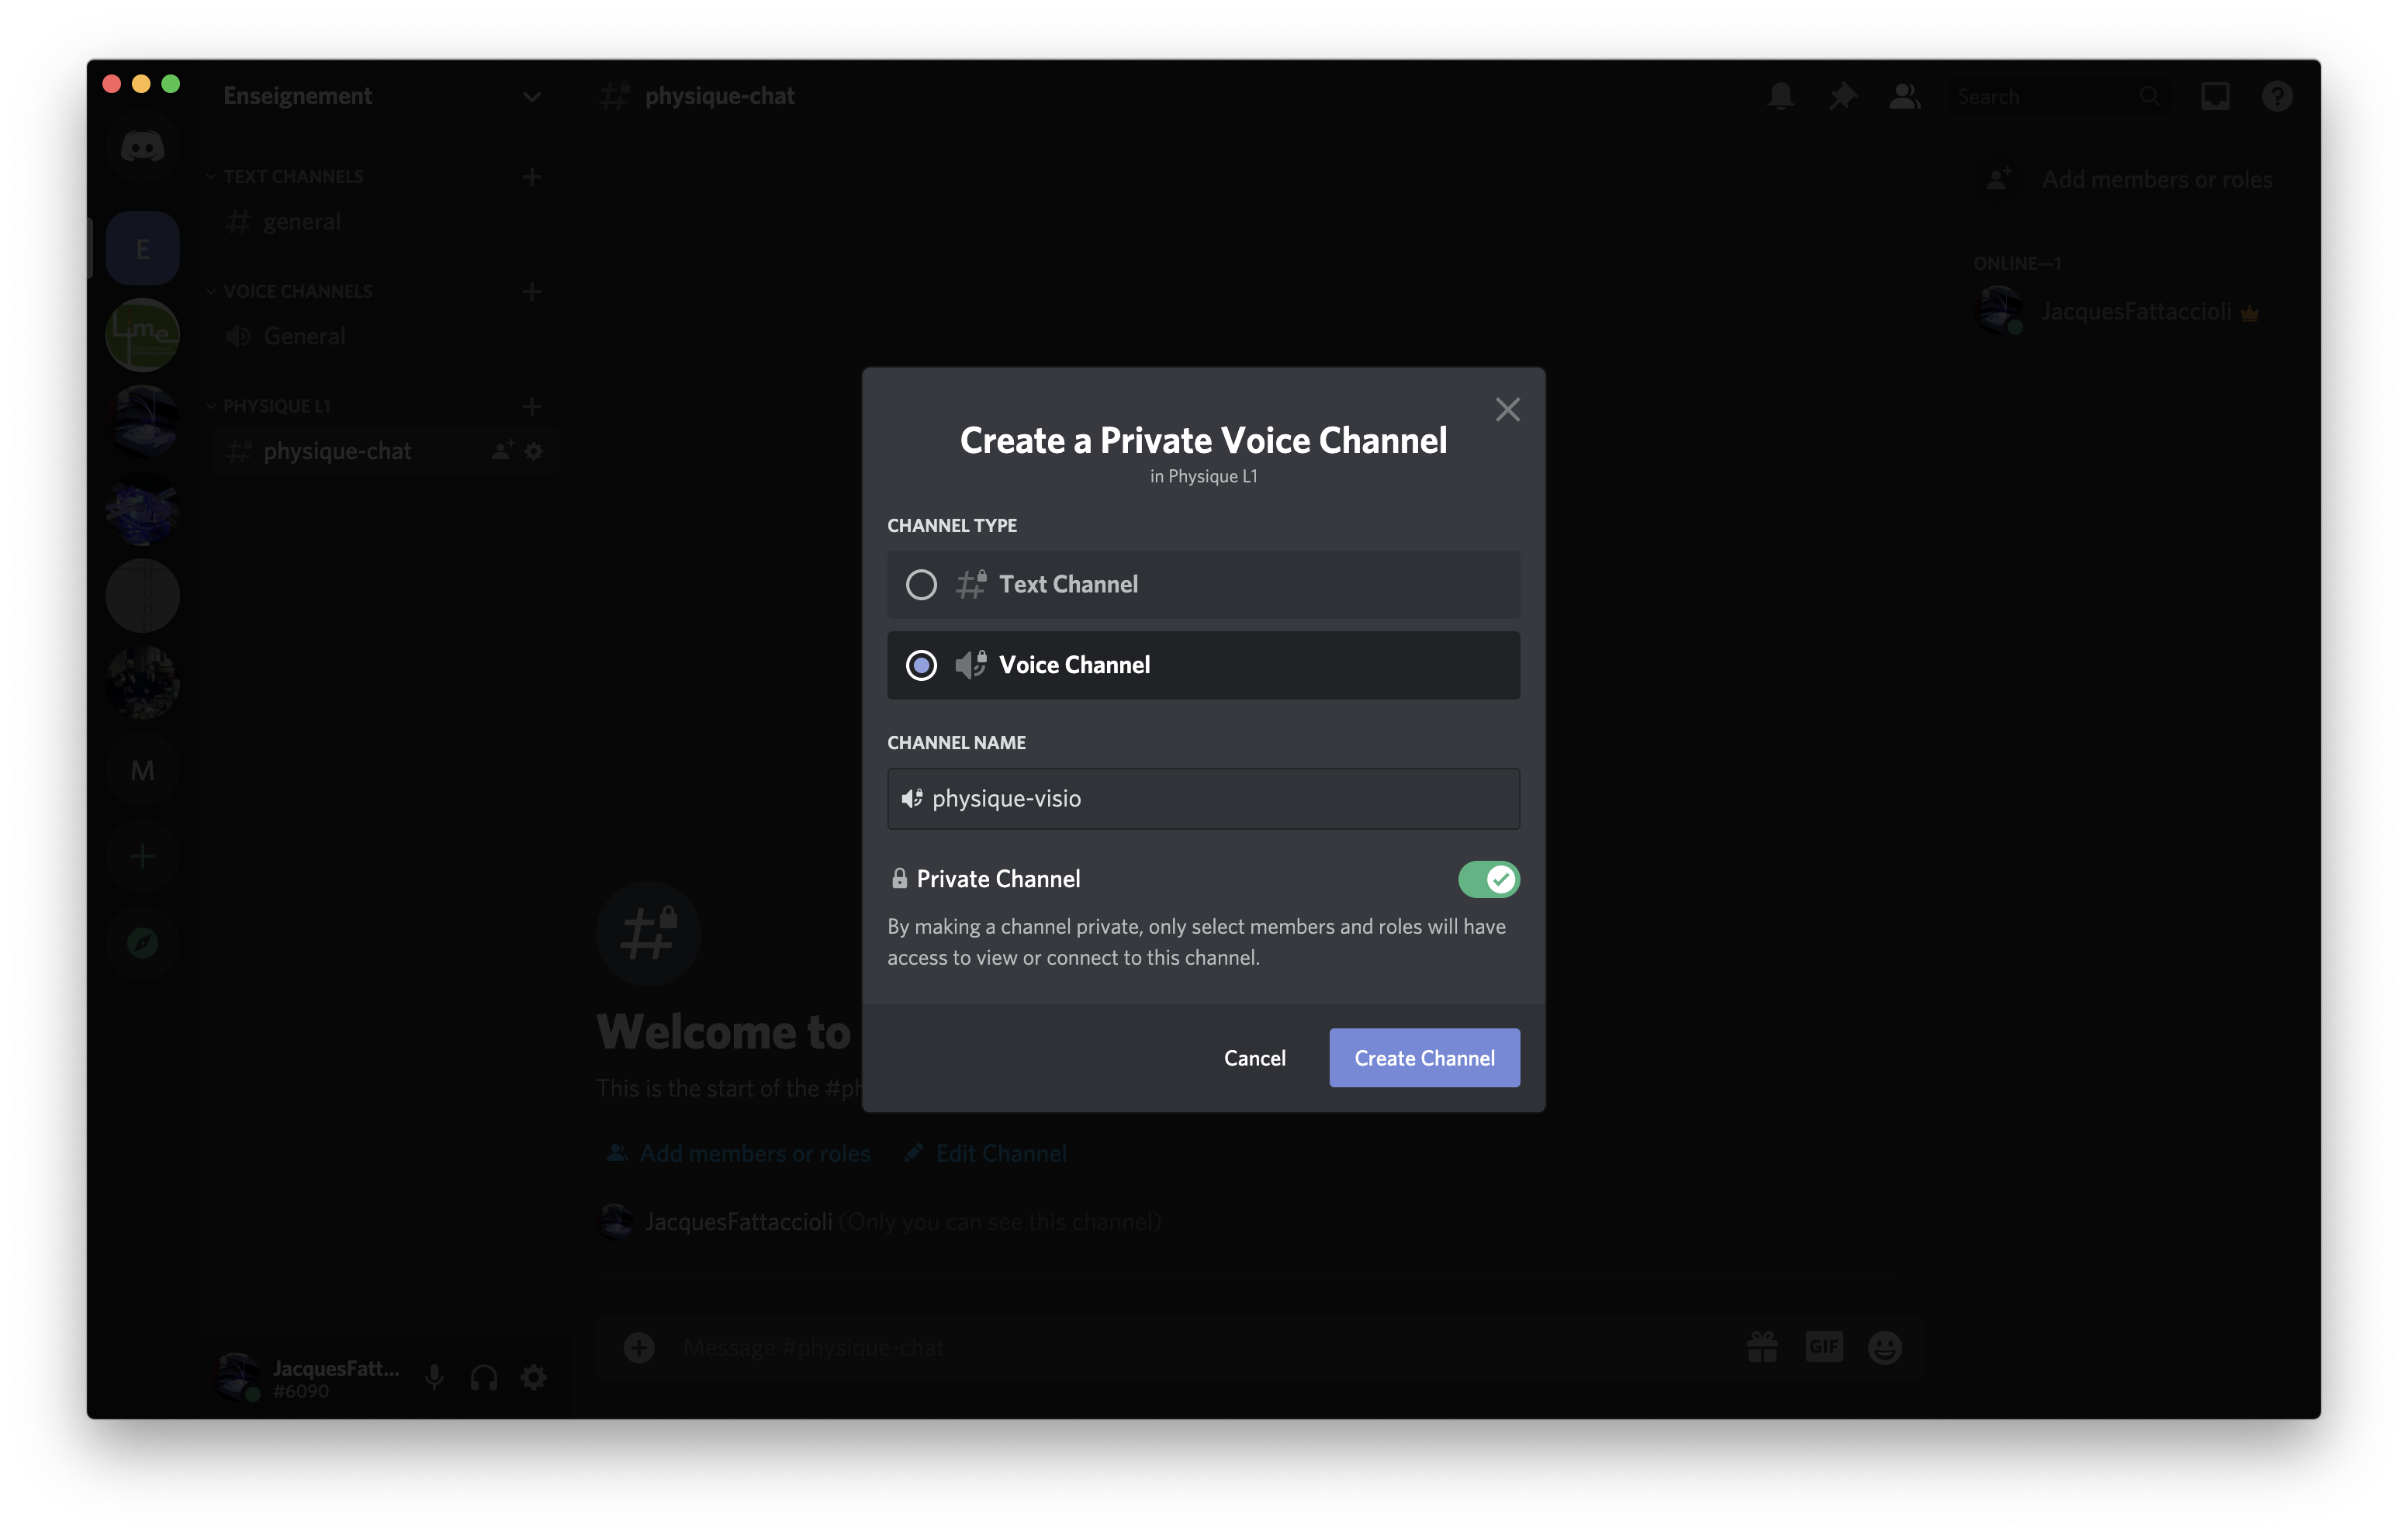 Enseignement
physique-chat
Search
TEXT CHANNELS
general
E
VOICE CHANNELS
General
Lime
PHYSIQUE L1
physique-chat
M
Add members or roles
ONLINE—1
JacquesFattaccioli
Create a Private Voice Channel
in Physique L1
CHANNEL TYPE
Text Channel
Voice Channel
CHANNEL NAME
physique-visio
Private Channel
By making a channel private, only select members and roles will have
access to view or connect to this channel.
Cancel
Create Channel
Welcome to
This is the start of the #ph
Add members or roles
Edit Channel
JacquesFattaccioli (Only you can see this channel)
Message #physique-chat
GIF
JacquesFatt...
#6090